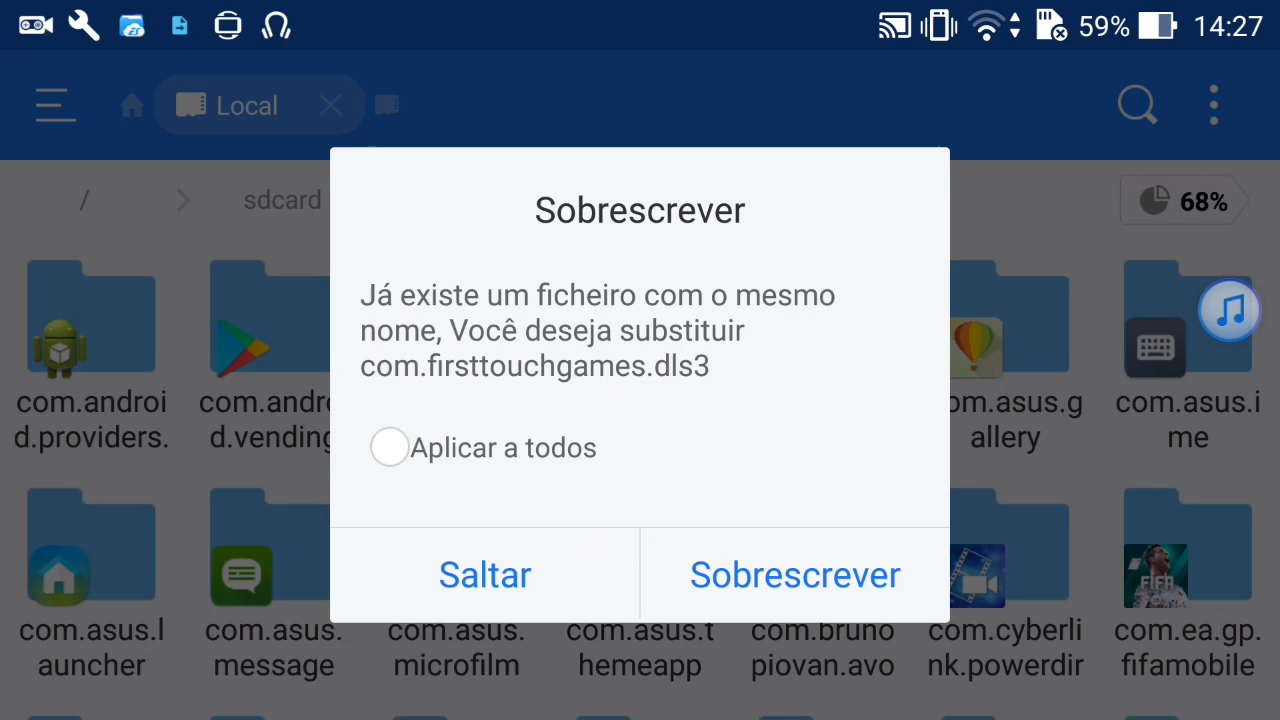 59%
14:27
Local
/
sdcard
68%
Sobrescrever
Já existe um ficheiro com o mesmo
nome, Você deseja substituir
com.firsttouchgames.dls3
Aplicar a todos
Saltar
Sobrescrever
com.androi
d.providers.
com.andr
d.vending
om.asus.g
allery
com.asus.i
me
com.asus.l
auncher
com.asus.
message
com.asus.
microfilm
com.asus.t
hemeapp
com.bruno
piovan.avo
com.cyberli
nk.powerdir
FIFA
com.ea.gp.
fifamobile